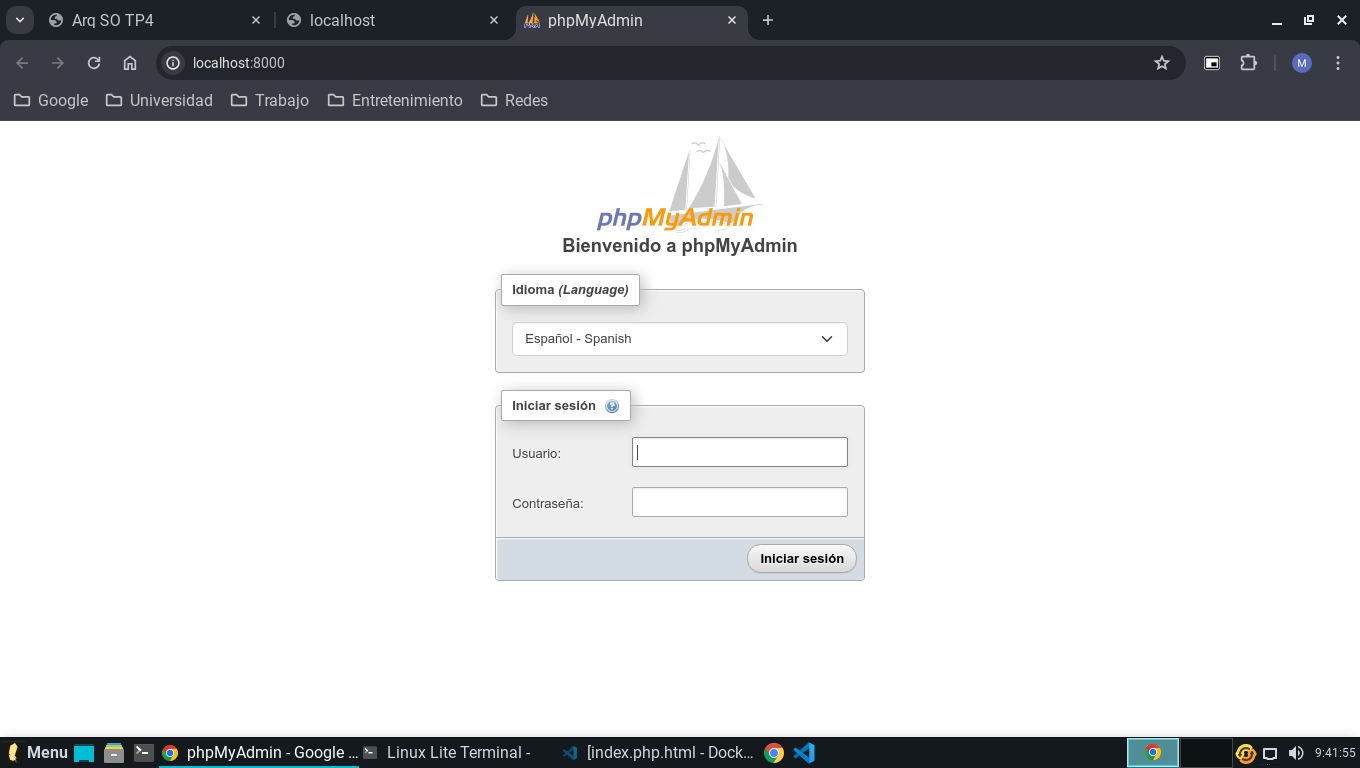 Arq SO TP4
localhost
phpMyAdmin
localhost:8000
M
Google
Universidad
Trabajo
Entretenimiento
Redes
phpMyAdmin
Bienvenido a phpMyAdmin
Idioma (Language)
Español - Spanish
Iniciar sesión
Usuario:
Contraseña:
Iniciar sesión
Menu
phpMyAdmin - Google ...
Linux Lite Terminal -
[index.php.html - Dock...
9:41:55